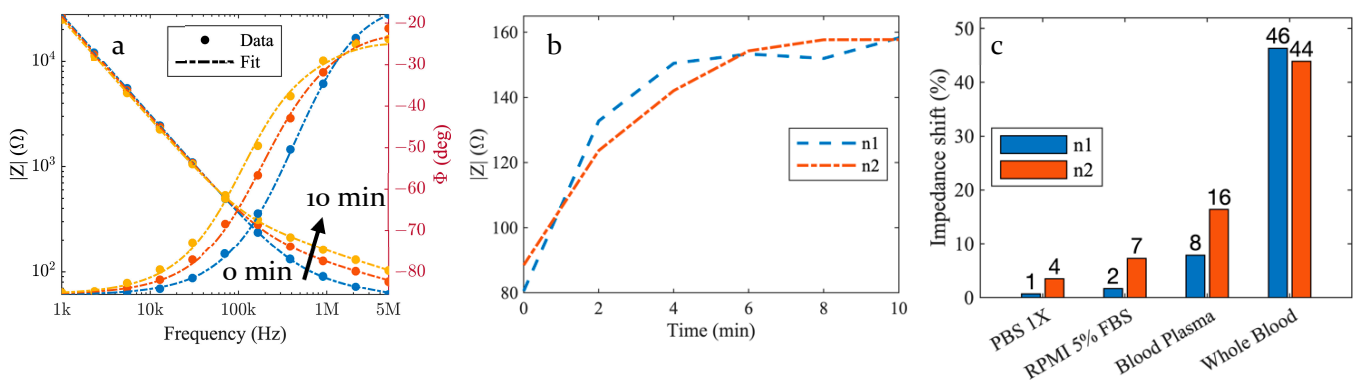 a
Data
Fit
10⁴
10³
10²
|Z| (Ω)
1k
10k
100k
1M
5M
Frequency (Hz)
−20
−30
−40
−50
−60
−70
−80
Φ (deg)
10 min
0 min
b
160
140
120
100
80
|Z| (Ω)
n1
n2
0
2
4
6
8
10
Time (min)
c
50
40
30
20
10
0
Impedance shift (%)
n1
n2
1
4
2
7
8
16
46
44
PBS 1X
RPMI 5% FBS
Blood Plasma
Whole Blood